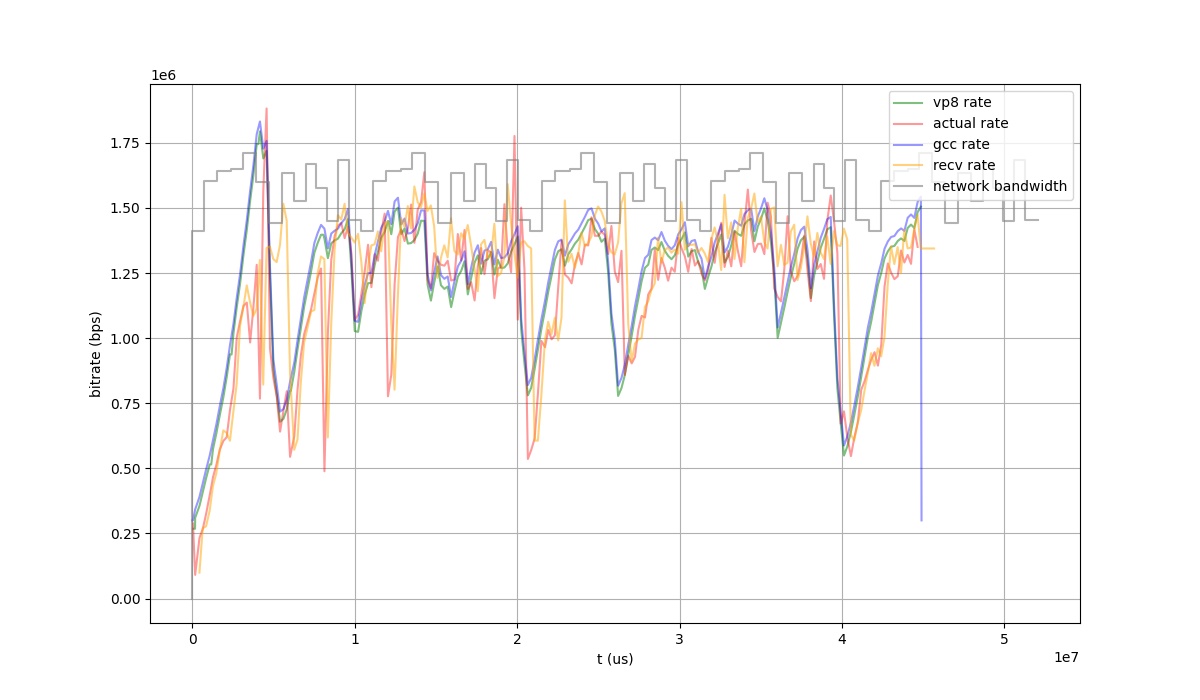 1e6
vp8 rate
actual rate
gcc rate
recv rate
network bandwidth
1.75
1.50
1.25
1.00
0.75
0.50
0.25
0.00
bitrate (bps)
0 1 2 3 4 5
t (us)
1e7